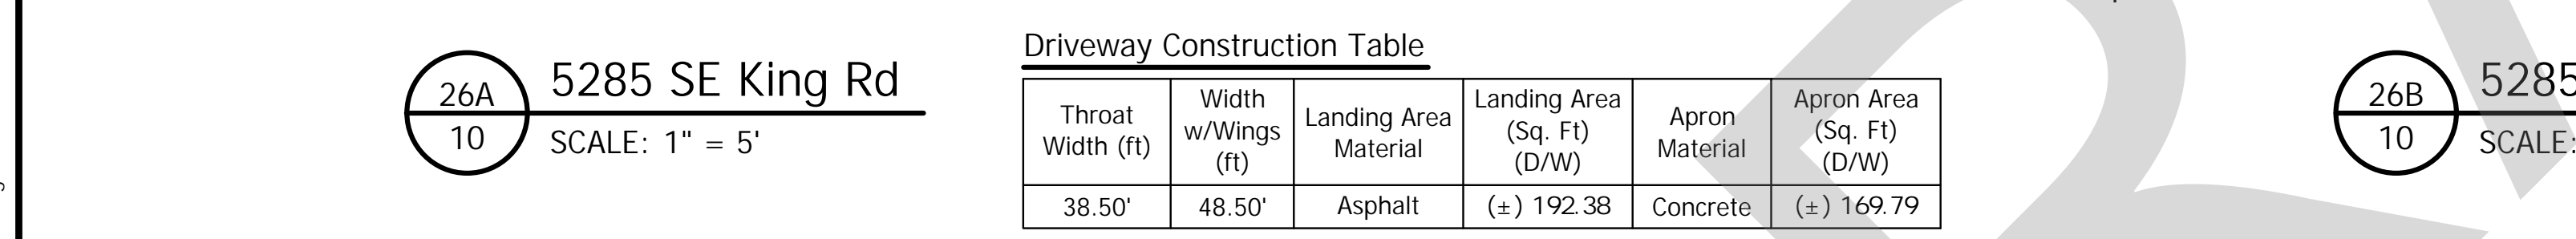 26A
10
5285 SE King Rd
SCALE: 1" = 5'
Driveway Construction Table
Throat Width (ft)
Width w/Wings (ft)
Landing Area Material
Landing Area (Sq. Ft) (D/W)
Apron Material
Apron Area (Sq. Ft) (D/W)
38.50'
48.50'
Asphalt
(±) 192.38
Concrete
(±) 169.79
26B
10
5285
SCALE: